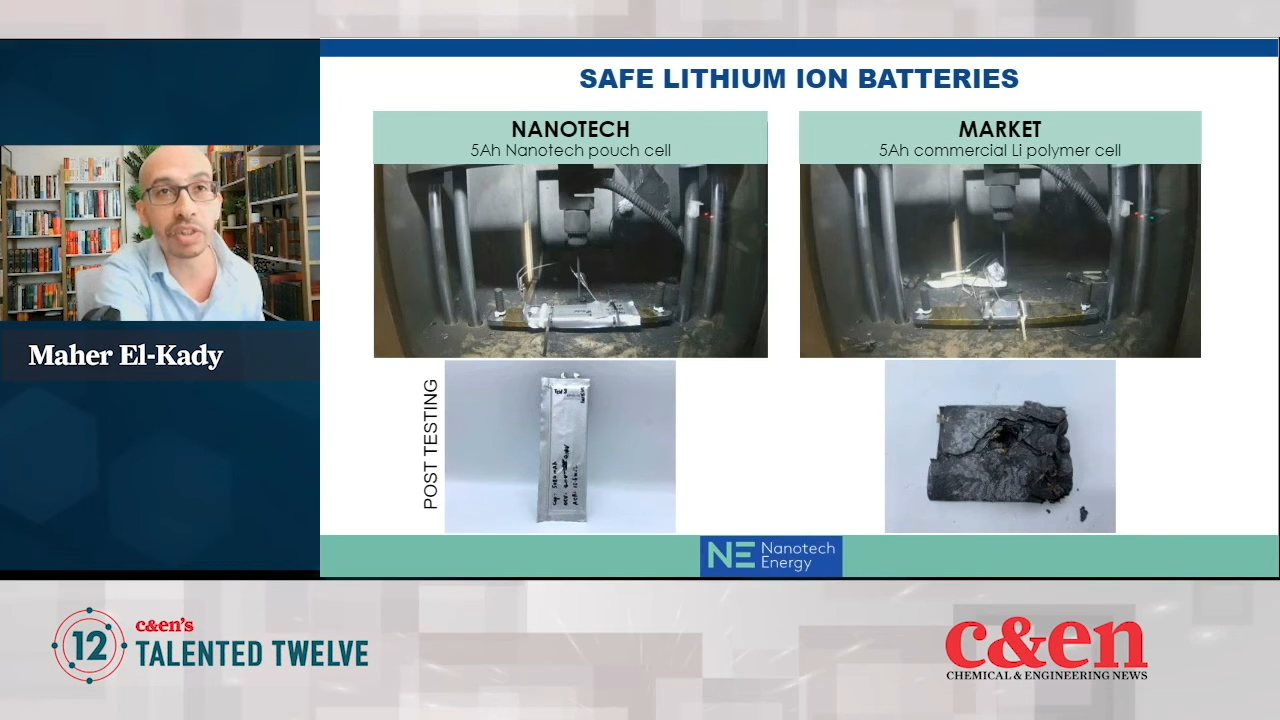 SAFE LITHIUM ION BATTERIES
NANOTECH
5Ah Nanotech pouch cell
MARKET
5Ah commercial Li polymer cell
Maher El-Kady
POST TESTING
NE Nanotech
Energy
12
c&en's
TALENTED TWELVE
c&en
CHEMICAL & ENGINEERING NEWS